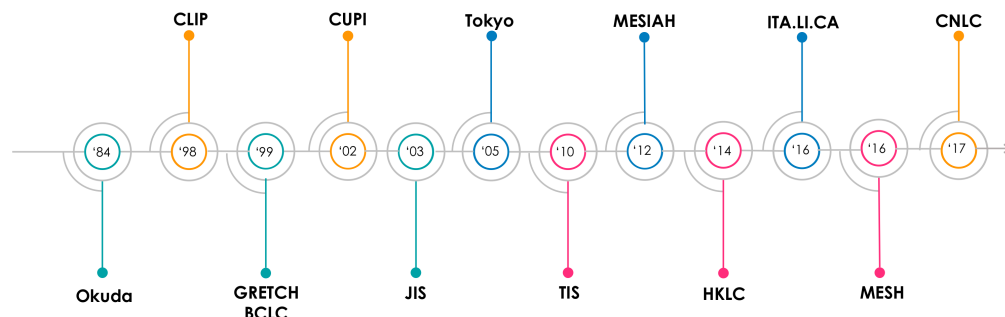 CLIP
CUPI
Tokyo
MESIAH
ITA.LI.CA
CNLC
‘84
‘98
‘99
‘02
‘03
‘05
‘10
‘12
‘14
‘16
‘16
‘17
Okuda
GRETCH
BCLC
JIS
TIS
HKLC
MESH